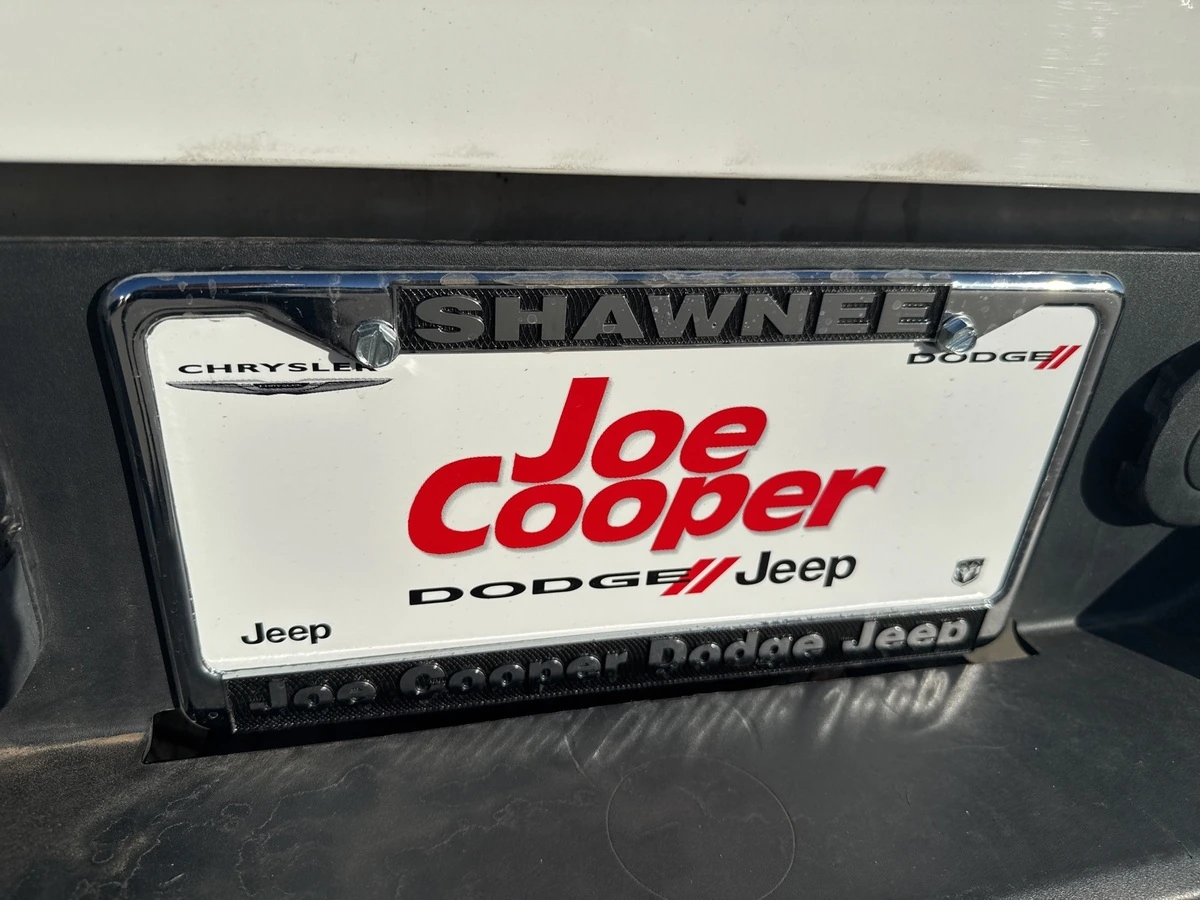 SHAWNEE
CHRYSLER
DODGE
Joe
Cooper
DODGE Jeep
Jeep
Joe Cooper Dodge Jeep